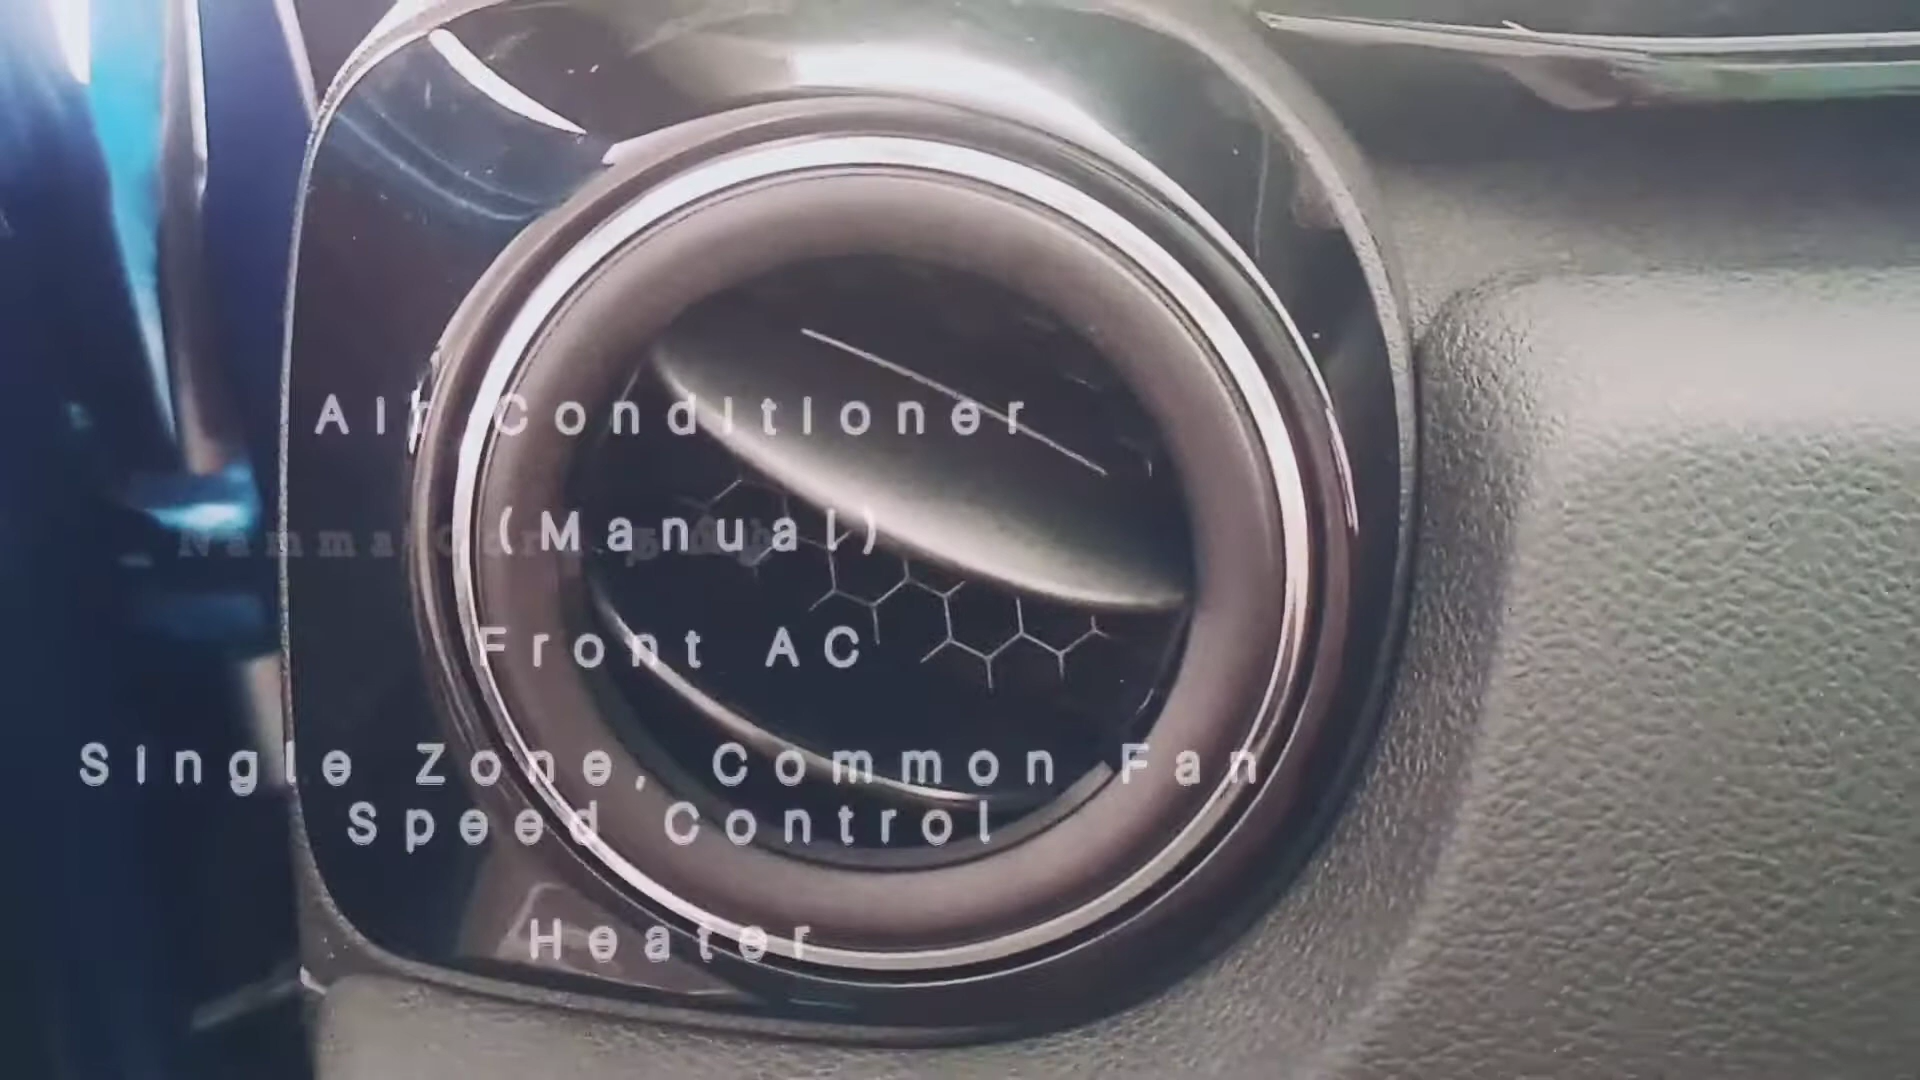 Air Conditioner
(Manual)
Front AC
Single Zone, Common Fan
Speed Control
Heater